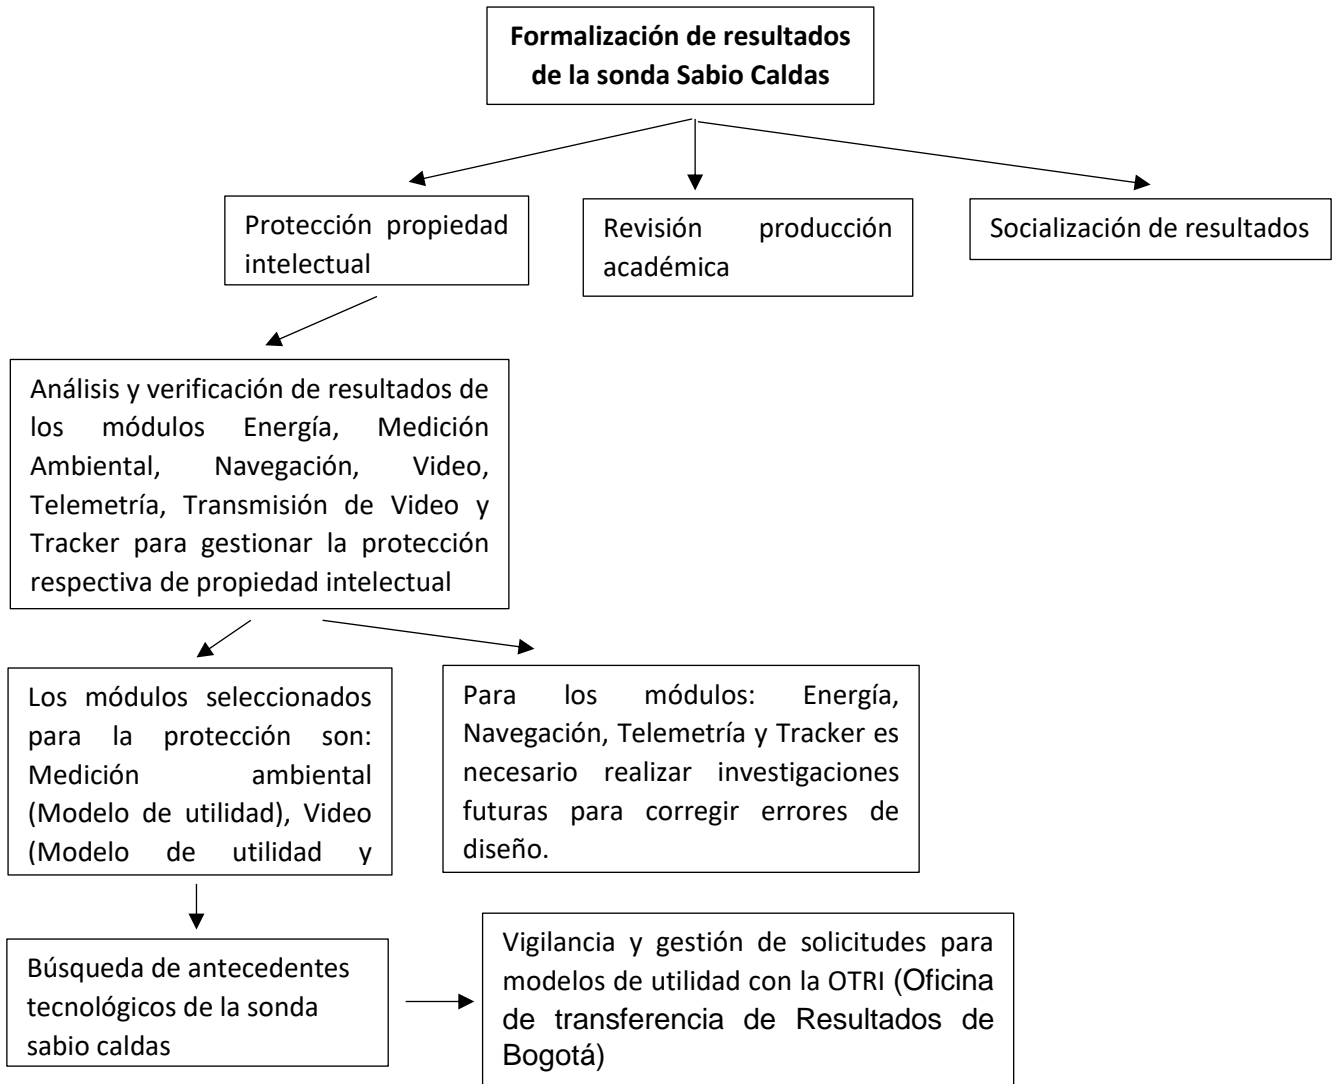 Formalización de resultados
de la sonda Sabio Caldas
Protección propiedad
intelectual
Revisión producción
académica
Socialización de resultados
Análisis y verificación de resultados de
los módulos Energía, Medición
Ambiental, Navegación, Video,
Telemetría, Transmisión de Video y
Tracker para gestionar la protección
respectiva de propiedad intelectual
Los módulos seleccionados
para la protección son:
Medición ambiental
(Modelo de utilidad), Video
(Modelo de utilidad y
Para los módulos: Energía,
Navegación, Telemetría y Tracker es
necesario realizar investigaciones
futuras para corregir errores de
diseño.
Búsqueda de antecedentes
tecnológicos de la sonda
sabio caldas
Vigilancia y gestión de solicitudes para
modelos de utilidad con la OTRI (Oficina
de transferencia de Resultados de
Bogotá)